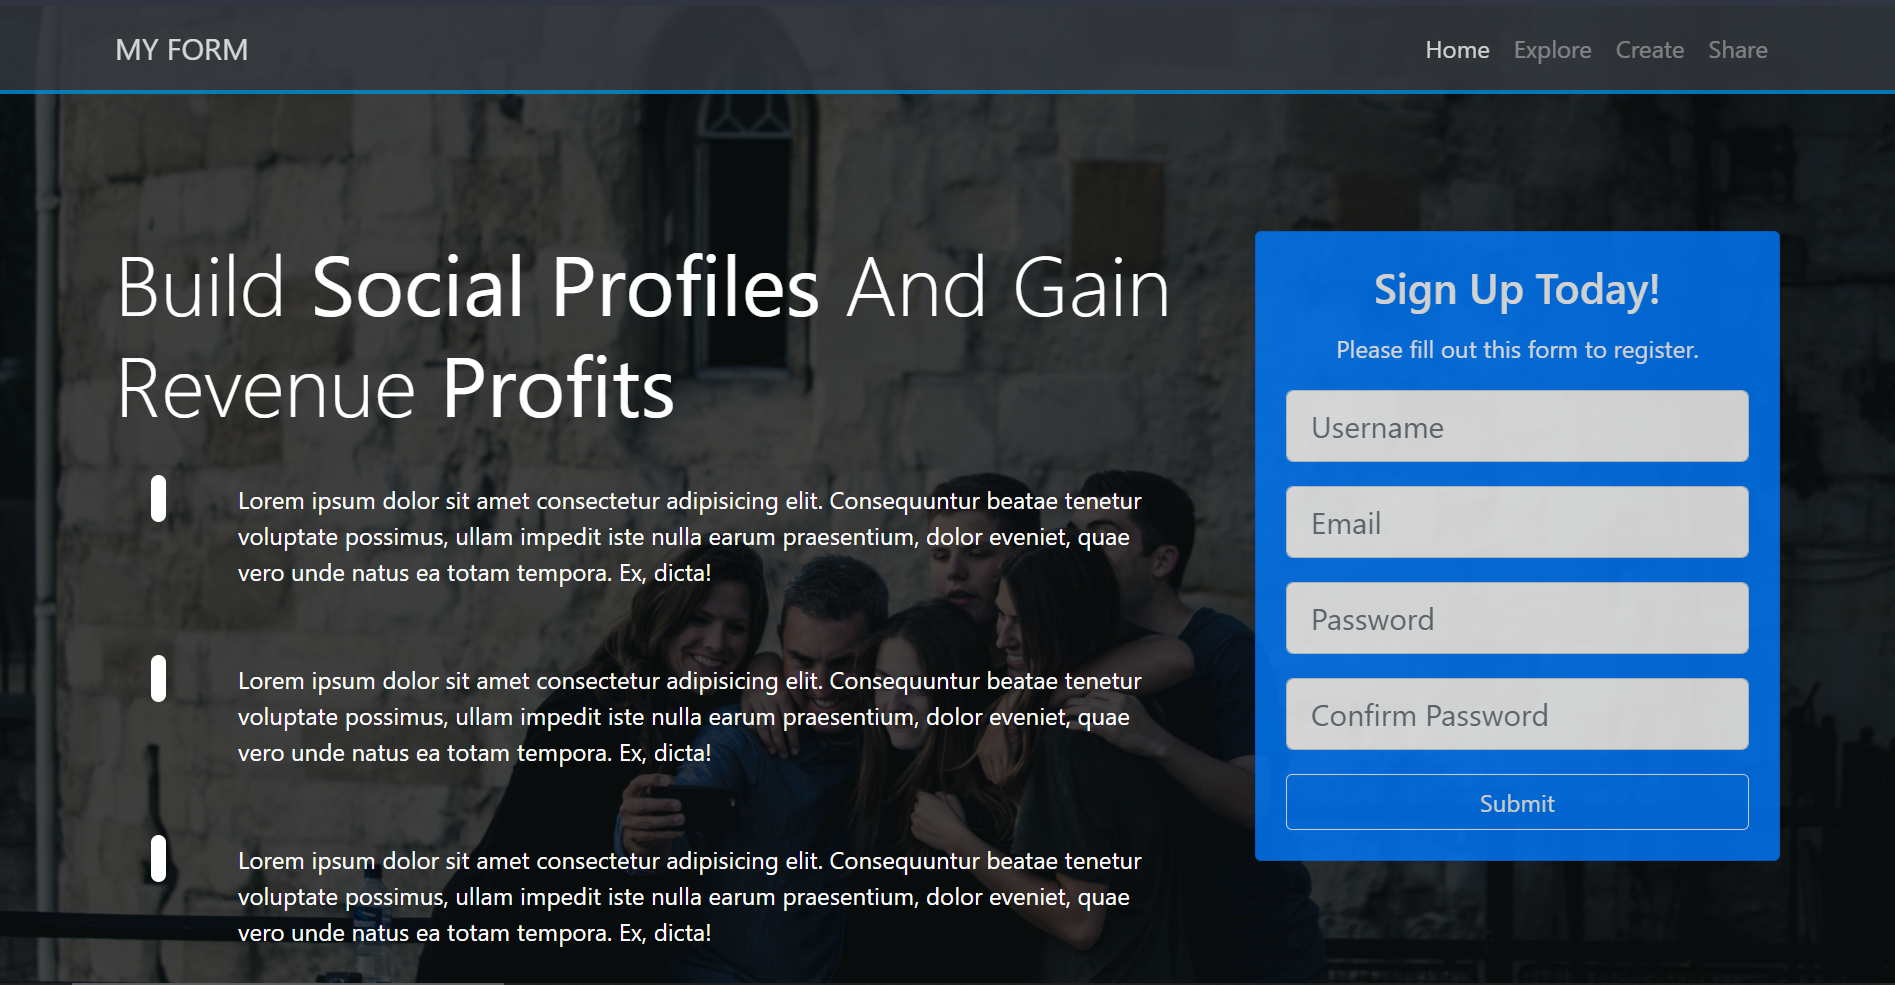 MY FORM
Home Explore Create Share
Build Social Profiles And Gain
Revenue Profits
Lorem ipsum dolor sit amet consectetur adipisicing elit. Consequuntur beatae tenetur
voluptate possimus, ullam impedit iste nulla earum praesentium, dolor eveniet, quae
vero unde natus ea totam tempora. Ex, dicta!
Lorem ipsum dolor sit amet consectetur adipisicing elit. Consequuntur beatae tenetur
voluptate possimus, ullam impedit iste nulla earum praesentium, dolor eveniet, quae
vero unde natus ea totam tempora. Ex, dicta!
Lorem ipsum dolor sit amet consectetur adipisicing elit. Consequuntur beatae tenetur
voluptate possimus, ullam impedit iste nulla earum praesentium, dolor eveniet, quae
vero unde natus ea totam tempora. Ex, dicta!
Sign Up Today!
Please fill out this form to register.
Username
Email
Password
Confirm Password
Submit